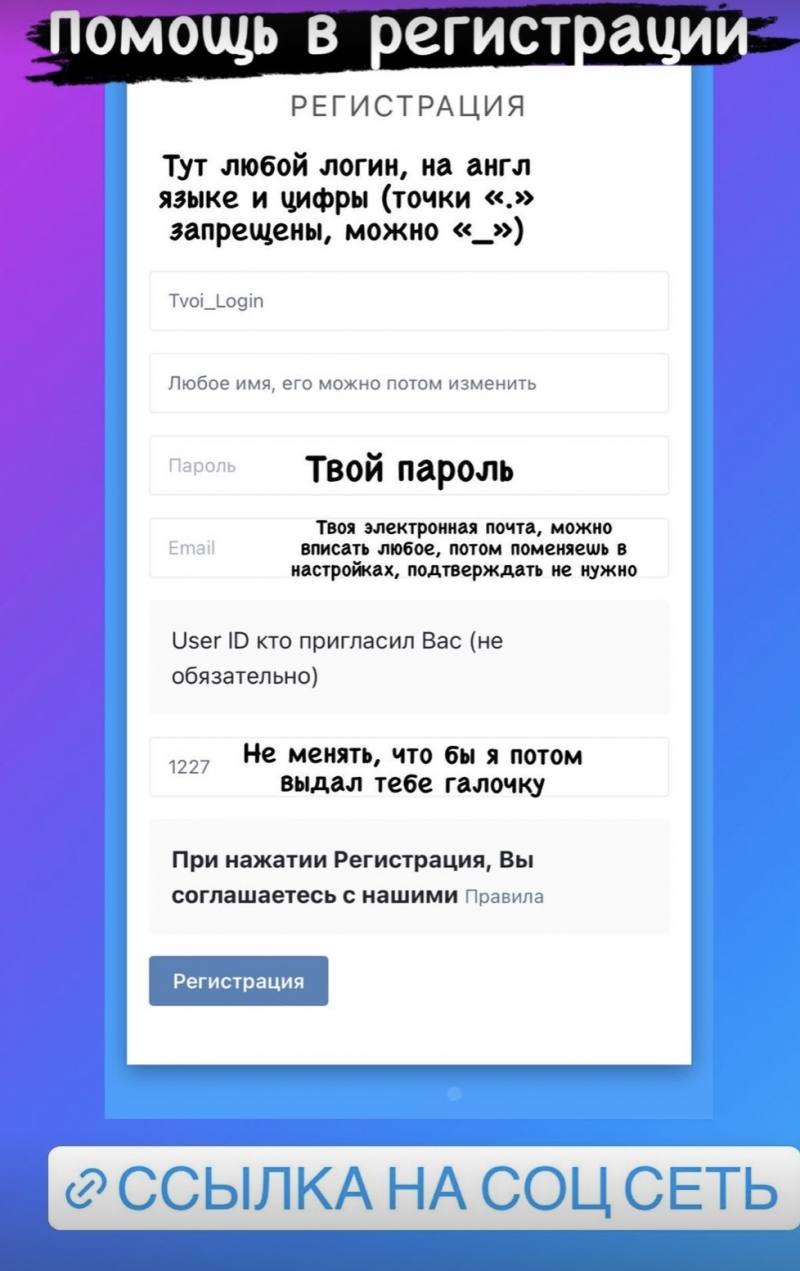 Помощь в регистрации
РЕГИСТРАЦИЯ
Тут любой логин, на англ
языке и цифры (точки «.»
запрещены, можно «_»)
Tvoi_Login
Любое имя, его можно потом изменить
Пароль Твой пароль
Твоя электронная почта, можно
Email вписать любое, потом поменяешь в
настройках, подтверждать не нужно
User ID кто пригласил Вас (не
обязательно)
1227 Не менять, что бы я потом
выдал тебе галочку
При нажатии Регистрация, Вы
соглашаетесь с нашими Правила
Регистрация
ССЫЛКА НА СОЦ СЕТЬ